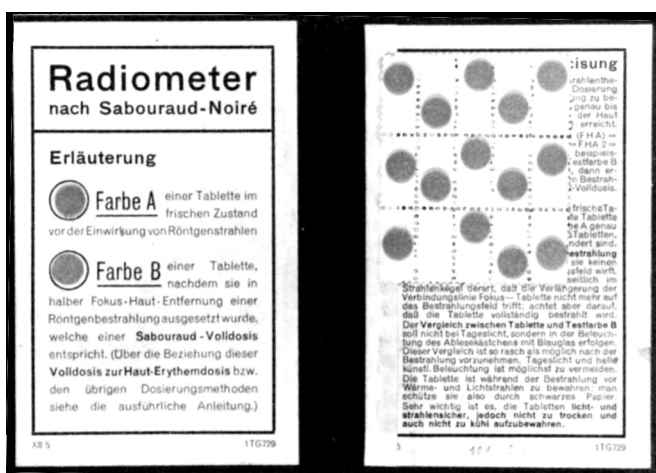 Radiometer
nach Sabouraud-Noiré
Erläuterung
Farbe A einer Tablette im
frischen Zustand
vor der Einwirkung von Röntgenstrahlen
Farbe B einer Tablette,
nachdem sie in
halber Fokus-Haut-Entfernung einer
Röntgenbestrahlung ausgesetzt wurde,
welche einer Sabouraud-Volldosis
entspricht. (Über die Beziehung dieser
Volldosis zur Haut-Erythemdosis bzw.
den übrigen Dosierungsmethoden
siehe die ausführliche Anleitung.)
XII 5 1TG729
isung
rahlenthe-
Dosierung
ng zu be-
genau bis
der Haut
erreicht.
(FHA) =
FHA 2 =
beispiels-
estfarbe B
, dann er-
n Bestrah-
-Volldosis.
frische Ta-
te Tablette
be A genau
Tabletten,
ndert sind.
estrahlung
sie keinen
sfeld wirft.
seitlich im
Strahlenkegel derart, daß die Verlängerung der
Verbindungslinie Fokus—Tablette nicht mehr auf
das Bestrahlungsfeld trifft; achtet aber darauf,
daß die Tablette vollständig bestrahlt wird.
Der Vergleich zwischen Tablette und Testfarbe B
soll nicht bei Tageslicht, sondern in der Beleuch-
tung des Ablesekästchens mit Blauglas erfolgen.
Dieser Vergleich ist so rasch als möglich nach der
Bestrahlung vorzunehmen. Tageslicht und helle
künstl. Beleuchtung ist möglichst zu vermeiden.
Die Tablette ist während der Bestrahlung vor
Wärme- und Lichtstrahlen zu bewahren; man
schütze sie also durch schwarzes Papier.
Sehr wichtig ist es, die Tabletten licht- und
strahlensicher, jedoch nicht zu trocken und
auch nicht zu kühl aufzubewahren.
1TG729